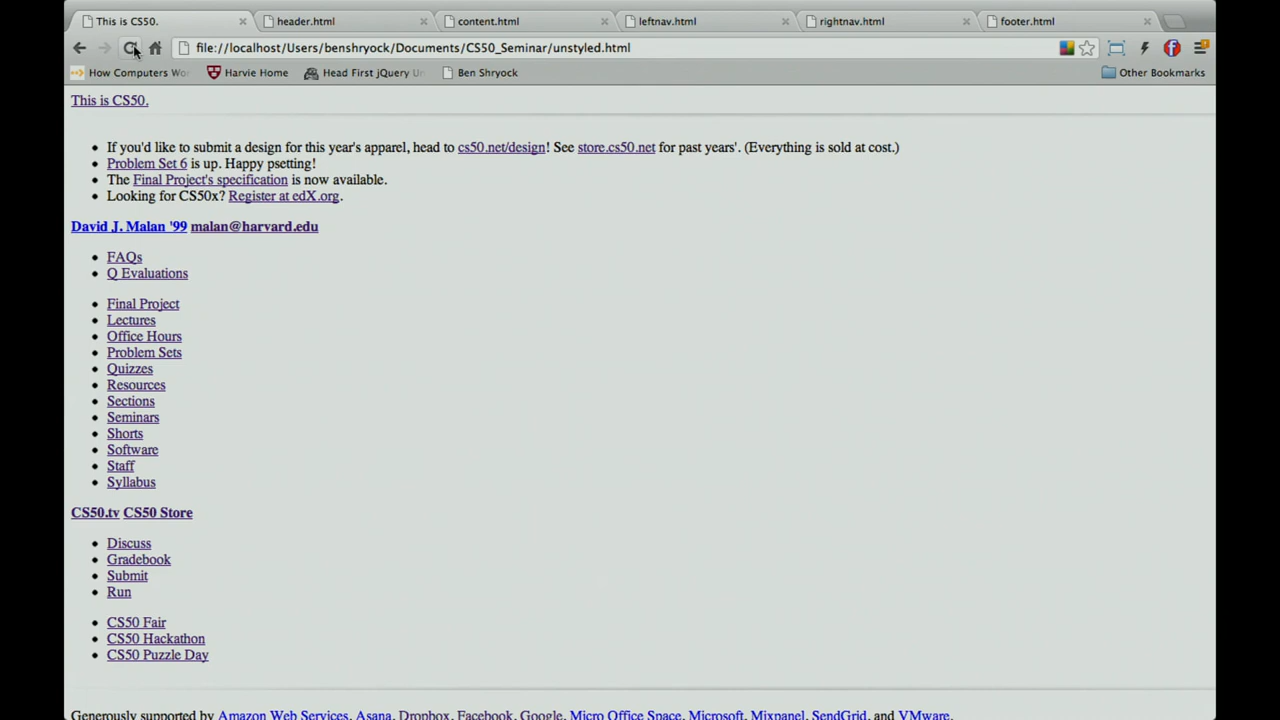 This is CS50. header.html content.html leftnav.html rightnav.html footer.html
file://localhost/Users/benshryock/Documents/CS50_Seminar/unstyled.html
How Computers Wo Harvie Home Head First jQuery Un Ben Shryock Other Bookmarks
This is CS50.
If you'd like to submit a design for this year's apparel, head to cs50.net/design! See store.cs50.net for past years'. (Everything is sold at cost.)
Problem Set 6 is up. Happy psetting!
The Final Project's specification is now available.
Looking for CS50x? Register at edX.org.
David J. Malan '99 malan@harvard.edu
FAQs
Q Evaluations
Final Project
Lectures
Office Hours
Problem Sets
Quizzes
Resources
Sections
Seminars
Shorts
Software
Staff
Syllabus
CS50.tv CS50 Store
Discuss
Gradebook
Submit
Run
CS50 Fair
CS50 Hackathon
CS50 Puzzle Day
Generously supported by Amazon Web Services, Asana, Dropbox, Facebook, Google, Micro Office Space, Microsoft, Mixpanel, SendGrid, and VMware.